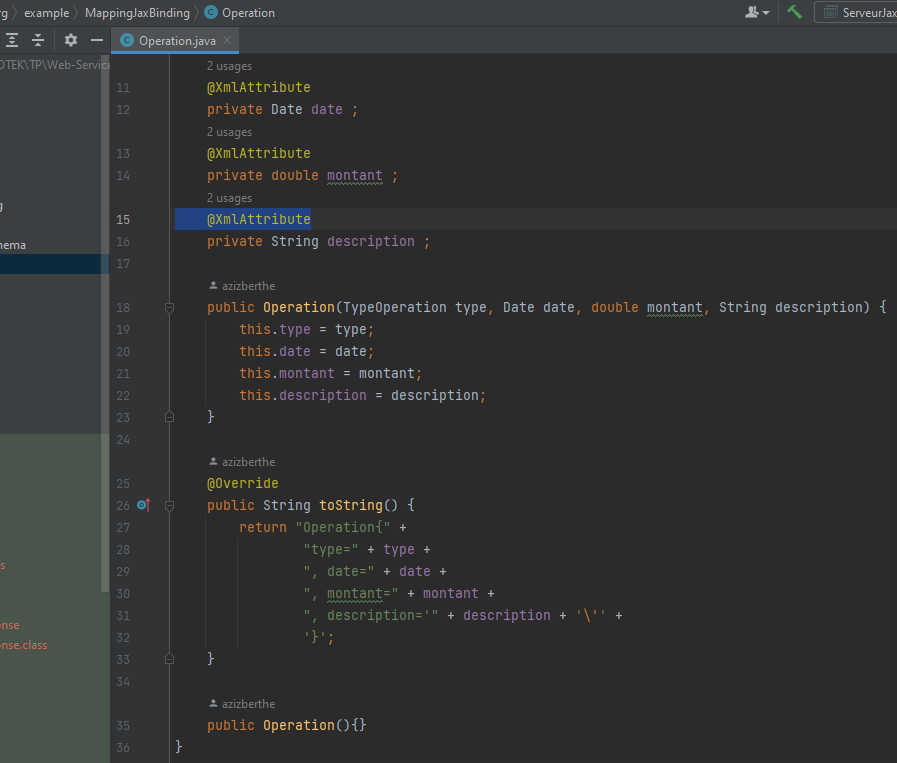 rg example MappingJaxBinding Operation
ServeurJax
Operation.java
OTEK\TP\Web-Servic
2 usages
11 @XmlAttribute
12 private Date date ;
2 usages
13 @XmlAttribute
14 private double montant ;
2 usages
15 @XmlAttribute
16 private String description ;
17
azizberthe
18 public Operation(TypeOperation type, Date date, double montant, String description) {
19 this.type = type;
20 this.date = date;
21 this.montant = montant;
22 this.description = description;
23 }
24
azizberthe
25 @Override
26 public String toString() {
27 return "Operation{" +
28 "type=" + type +
29 ", date=" + date +
30 ", montant=" + montant +
31 ", description='" + description + '\'' +
32 '}';
33 }
34
azizberthe
35 public Operation(){}
36 }
g
hema
s
onse
onse.class